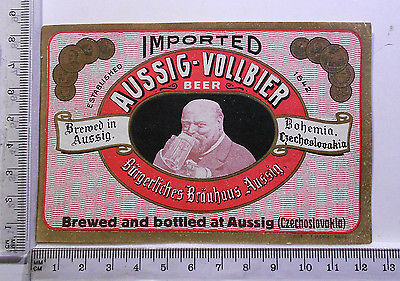 IMPORTED
AUSSIG-VOLLBIER
BEER
ESTABLISHED
1842
Brewed in
Aussig.
Bohemia,
Czechoslovakia
Bürgerliches Bräuhaus Aussig.
Brewed and bottled at Aussig (Czechoslovakia)
MM
CM 1 2 3 4 5 6 7 8 9 10 11 12 13